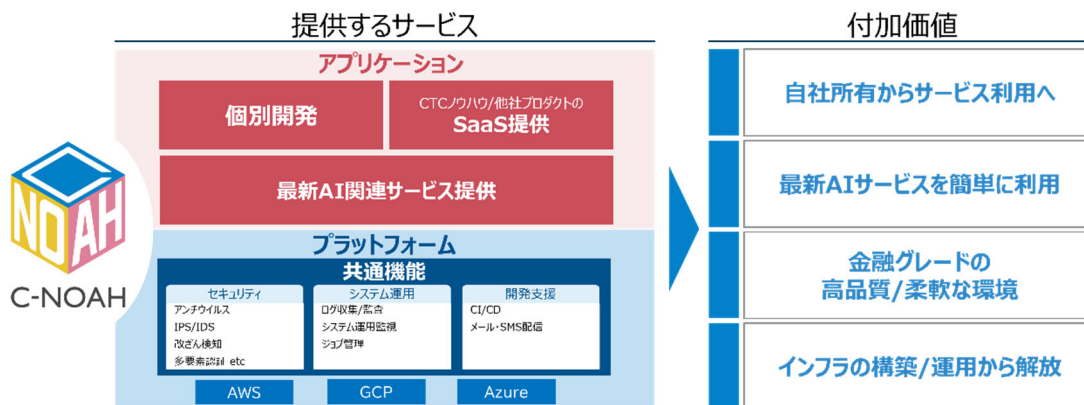 提供するサービス
付加価値
アプリケーション
個別開発
CTCノウハウ/他社プロダクトの
SaaS提供
最新AI関連サービス提供
C
NOAH
C-NOAH
プラットフォーム
共通機能
セキュリティ
アンチウイルス
IPS/IDS
改ざん検知
多要素認証 etc
システム運用
ログ収集/監査
システム運用監視
ジョブ管理
開発支援
CI/CD
メール・SMS配信
AWS
GCP
Azure
自社所有からサービス利用へ
最新AIサービスを簡単に利用
金融グレードの
高品質/柔軟な環境
インフラの構築/運用から解放